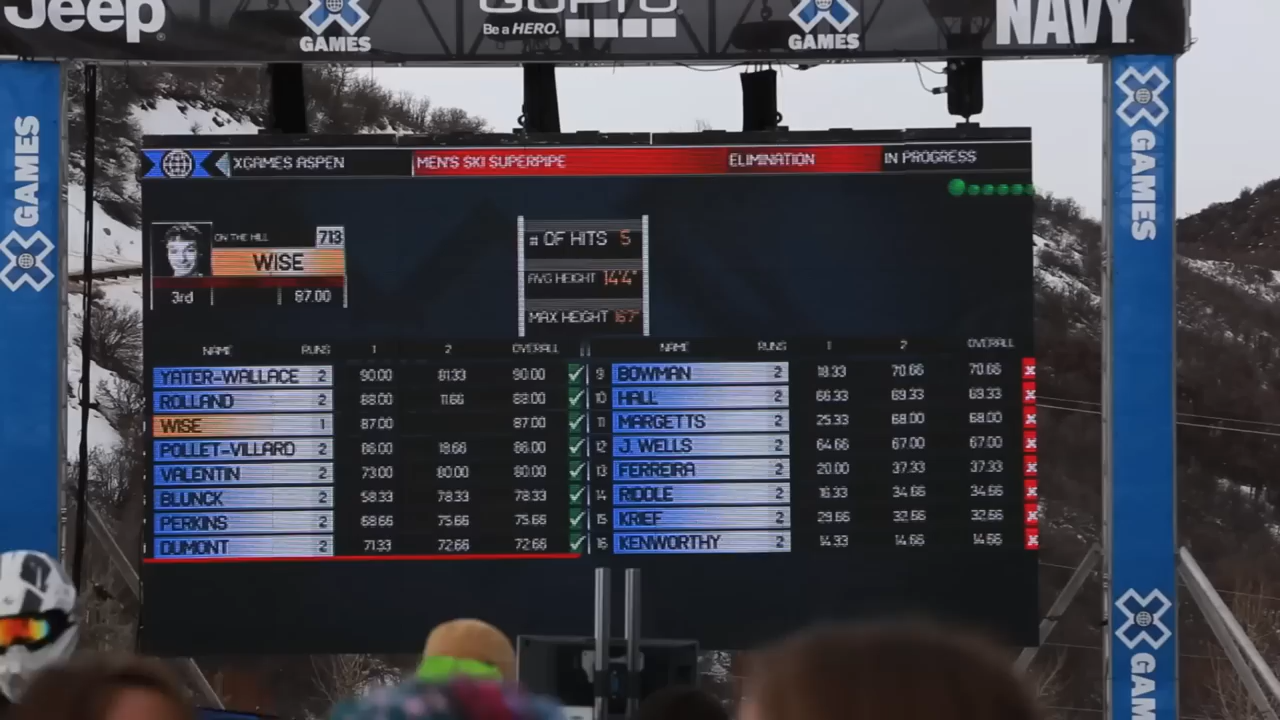 Jeep
X GAMES
GoPro
Be a HERO.
X GAMES
NAVY
X GAMES
X GAMES
X GAM
XGAMES ASPEN MEN'S SKI SUPERPIPE ELIMINATION IN PROGRESS
ON THE HILL 713
WISE
3rd 87.00
# OF HITS 5
AVG HEIGHT 14'4"
MAX HEIGHT 16'7"
NAME RUNS 1 2 OVERALL
YATER-WALLACE 2 90.00 81.33 90.00 ✓
ROLLAND 2 88.00 11.66 88.00 ✓
WISE 1 87.00 87.00 ✓
POLLET-VILLARD 2 86.00 18.66 86.00 ✓
VALENTIN 2 73.00 80.00 80.00 ✓
BLUNCK 2 58.33 78.33 78.33 ✓
PERKINS 2 68.66 75.66 75.66 ✓
DUMONT 2 71.33 72.66 72.66 ✓
NAME RUNS 1 2 OVERALL
9 BOWMAN 2 18.33 70.66 70.66 X
10 HALL 2 66.33 69.33 69.33 X
11 MARGETTS 2 25.33 68.00 68.00 X
12 J. WELLS 2 64.66 67.00 67.00 X
13 FERREIRA 2 20.00 37.33 37.33 X
14 RIDDLE 2 16.33 34.66 34.66 X
15 KRIEF 2 29.66 32.66 32.66 X
16 KENWORTHY 2 14.33 14.66 14.66 X